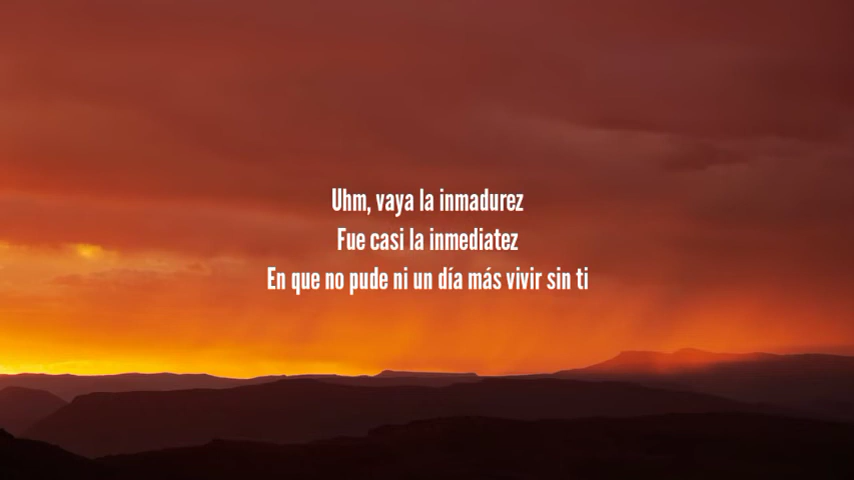 Uhm, vaya la inmadurez
Fue casi la inmediatez
En que no pude ni un día más vivir sin ti